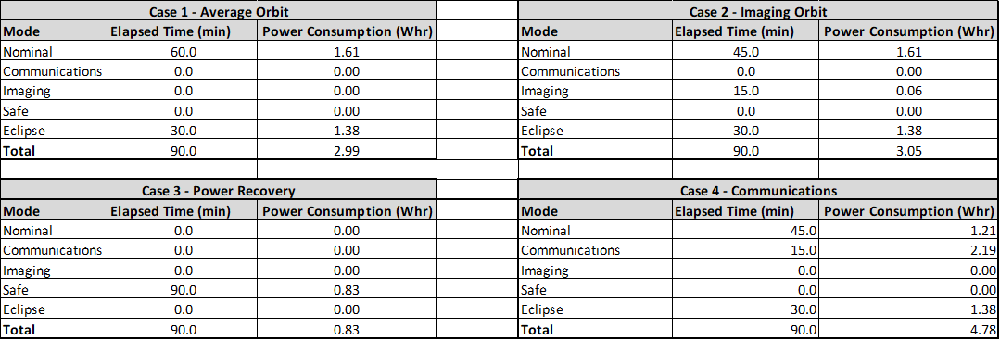 Case 1 - Average Orbit
Mode Elapsed Time (min) Power Consumption (Whr)
Nominal 60.0 1.61
Communications 0.0 0.00
Imaging 0.0 0.00
Safe 0.0 0.00
Eclipse 30.0 1.38
Total 90.0 2.99
Case 2 - Imaging Orbit
Mode Elapsed Time (min) Power Consumption (Whr)
Nominal 45.0 1.61
Communications 0.0 0.00
Imaging 15.0 0.06
Safe 0.0 0.00
Eclipse 30.0 1.38
Total 90.0 3.05
Case 3 - Power Recovery
Mode Elapsed Time (min) Power Consumption (Whr)
Nominal 0.0 0.00
Communications 0.0 0.00
Imaging 0.0 0.00
Safe 90.0 0.83
Eclipse 0.0 0.00
Total 90.0 0.83
Case 4 - Communications
Mode Elapsed Time (min) Power Consumption (Whr)
Nominal 45.0 1.21
Communications 15.0 2.19
Imaging 0.0 0.00
Safe 0.0 0.00
Eclipse 30.0 1.38
Total 90.0 4.78